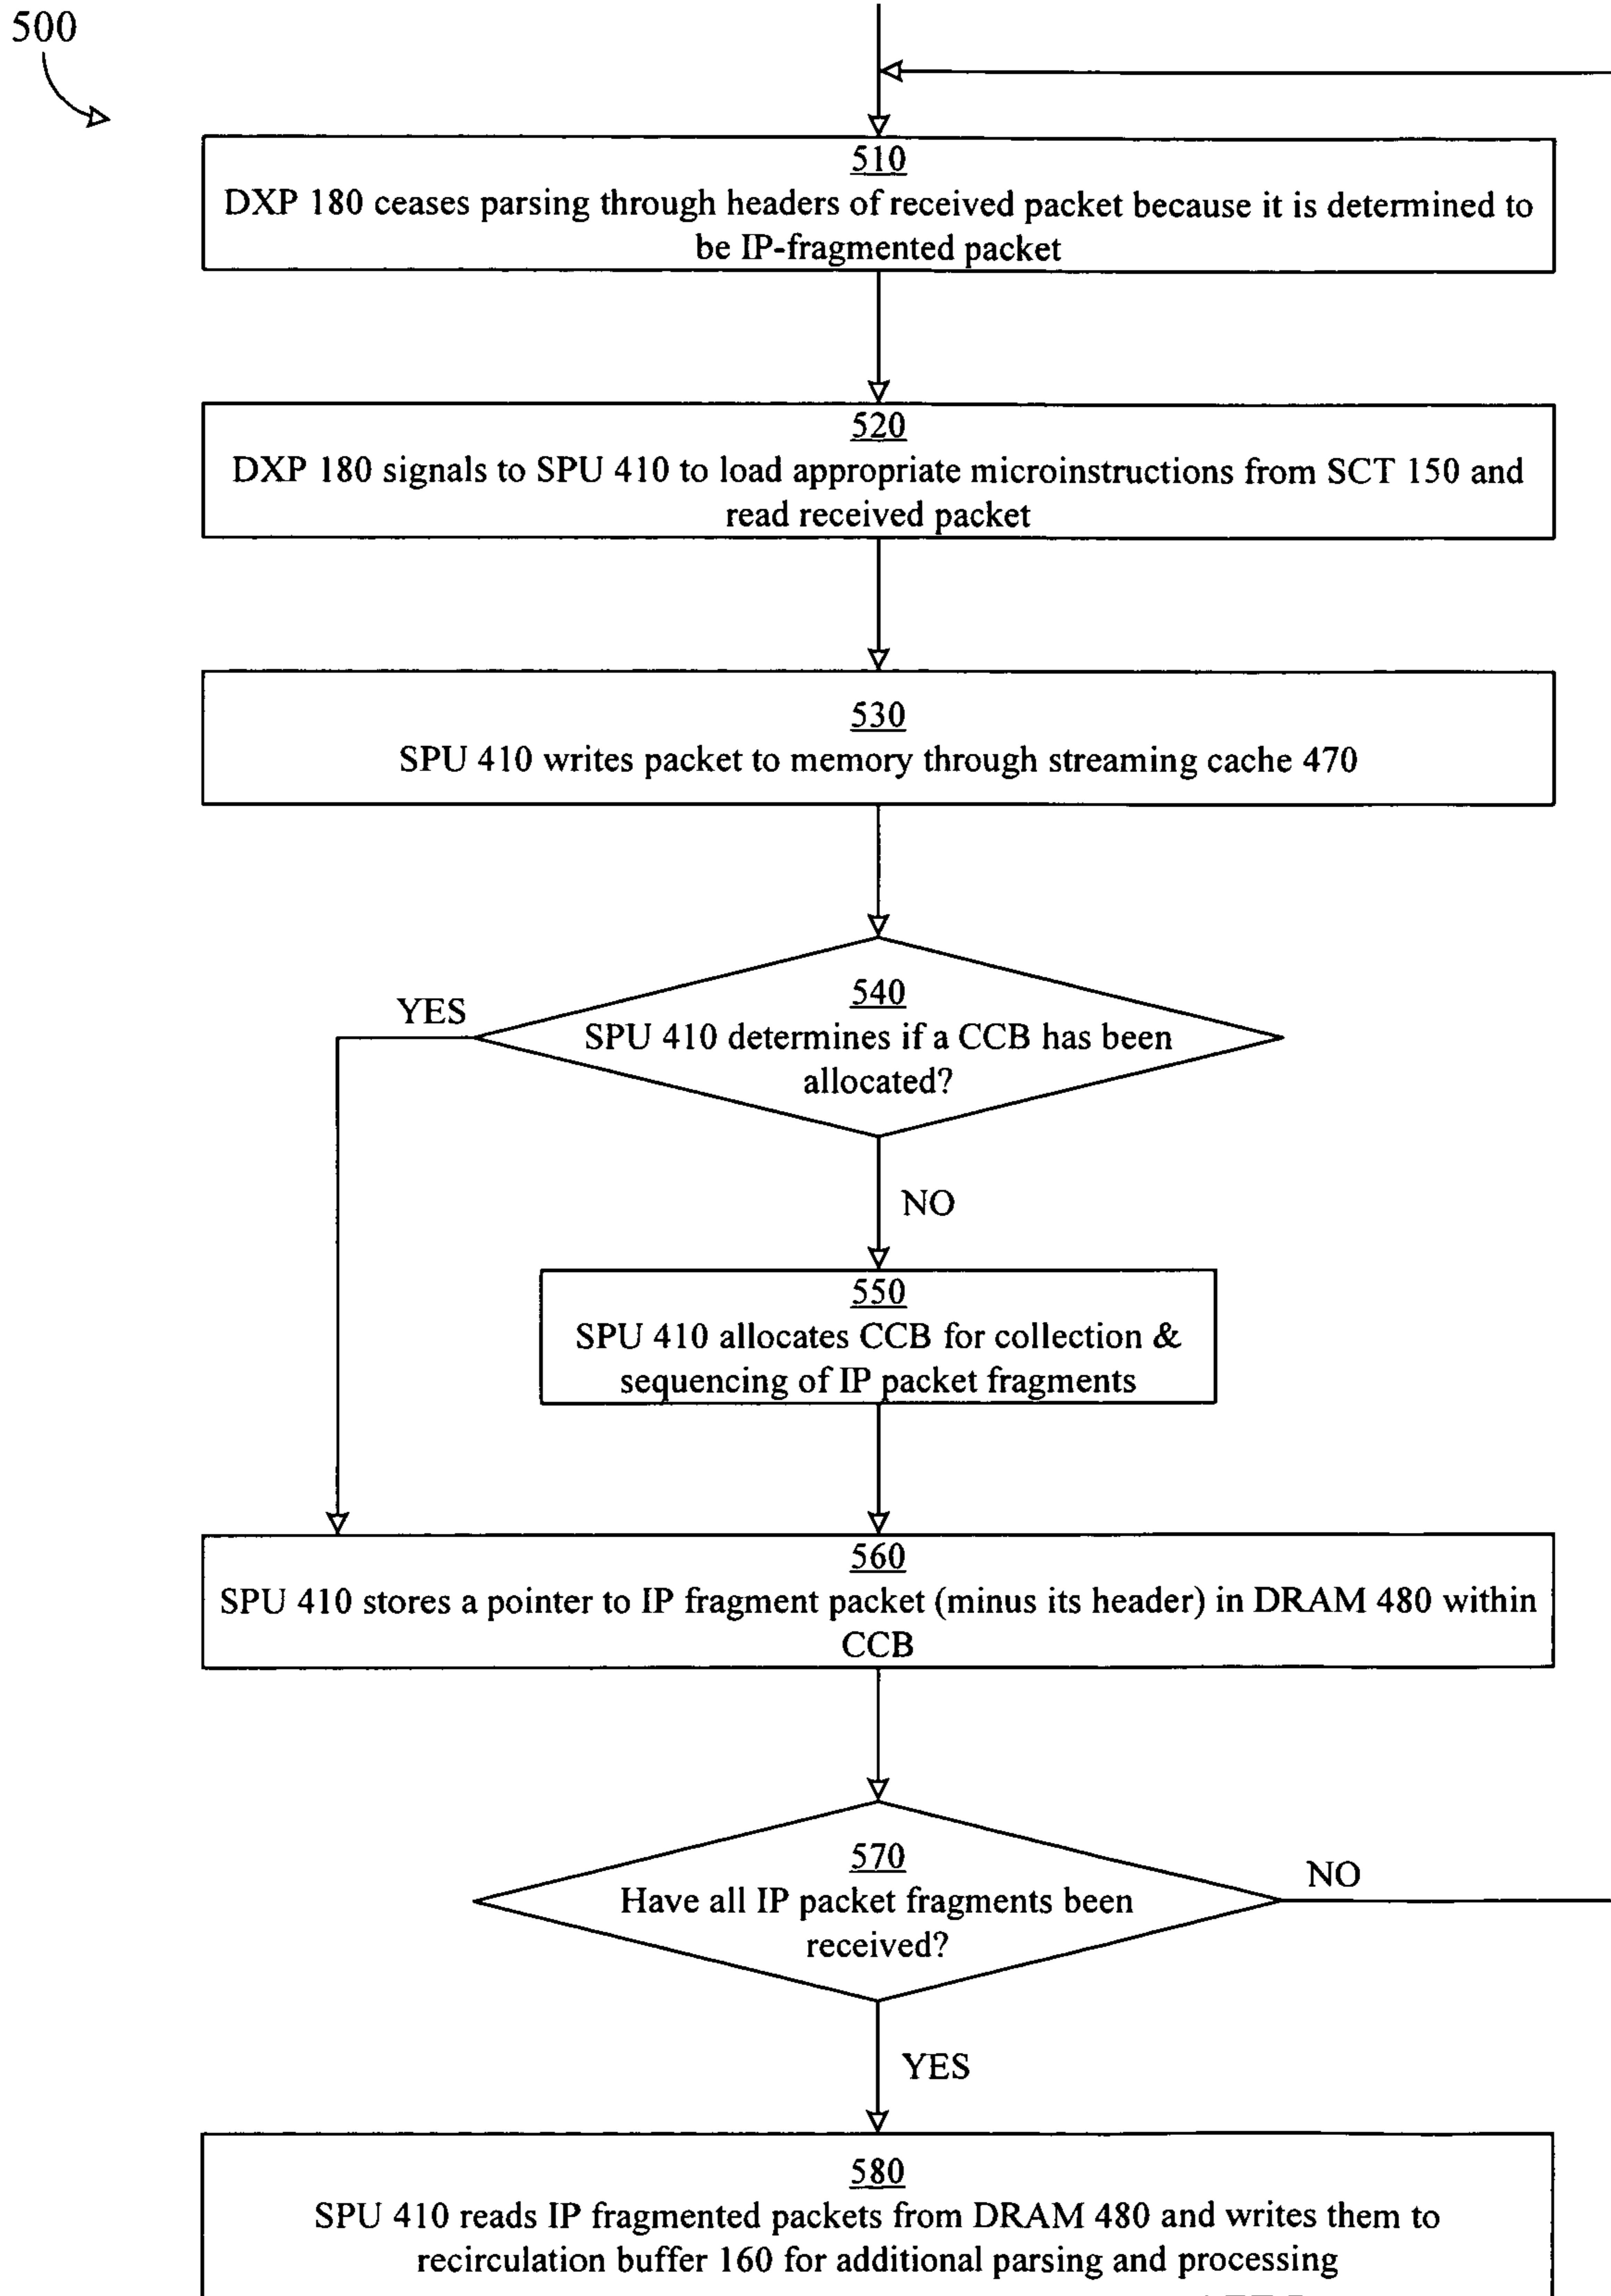 500
510
DXP 180 ceases parsing through headers of received packet because it is determined to
be IP-fragmented packet
520
DXP 180 signals to SPU 410 to load appropriate microinstructions from SCT 150 and
read received packet
530
SPU 410 writes packet to memory through streaming cache 470
540
SPU 410 determines if a CCB has been
allocated?
YES
NO
550
SPU 410 allocates CCB for collection &
sequencing of IP packet fragments
560
SPU 410 stores a pointer to IP fragment packet (minus its header) in DRAM 480 within
CCB
570
Have all IP packet fragments been
received?
NO
YES
580
SPU 410 reads IP fragmented packets from DRAM 480 and writes them to
recirculation buffer 160 for additional parsing and processing